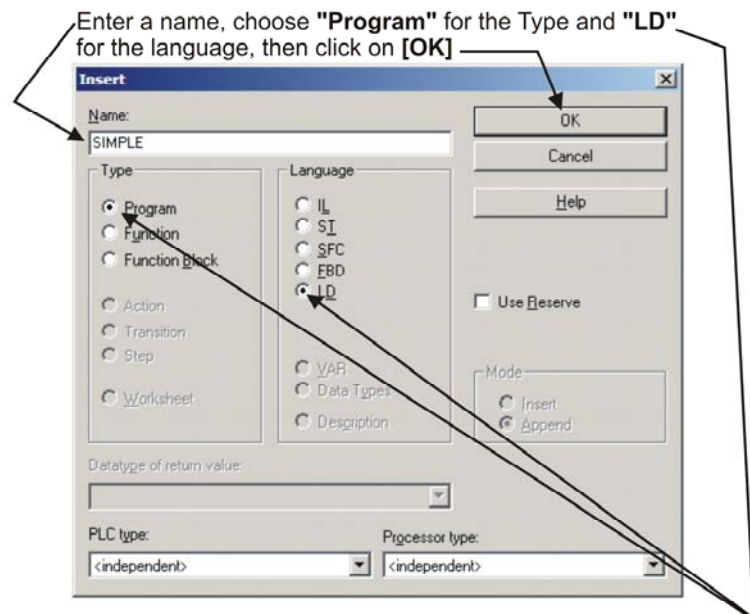 Enter a name, choose "Program" for the Type and "LD"
for the language, then click on [OK]
Insert
Name:
SIMPLE
OK
Cancel
Help
Type
Program
Function
Function Block
Action
Transition
Step
Worksheet
Language
IL
ST
SFC
FBD
LD
VAR
Data Types
Description
Use Reserve
Mode
Insert
Append
Datatype of return value:
PLC type:
<independent>
Processor type:
<independent>